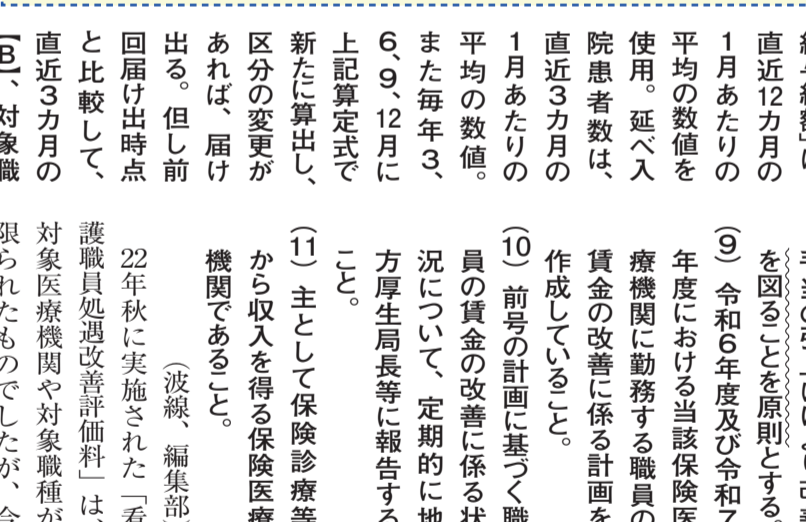 直近12カ月の
1月あたりの
平均の数値を
使用。延べ入
院患者数は、
直近3カ月の
1月あたりの
平均の数値。
また毎年3、
6、9、12月に
上記算定式で
新たに算出し、
区分の変更が
あれば、届け
出る。但し前
回届け出時点
と比較して、
直近3カ月の
【B】、対象職
を図ることを原則とする。
(9) 令和6年度及び令和7
年度における当該保険医
療機関に勤務する職員の
賃金の改善に係る計画を
作成していること。
(10) 前号の計画に基づく職
員の賃金の改善に係る状
況について、定期的に地
方厚生局長等に報告する
こと。
(11) 主として保険診療等
から収入を得る保険医療
機関であること。
(波線、編集部)
22年秋に実施された「看
護職員処遇改善評価料」は、
対象医療機関や対象職種が
限られたものでしたが、今